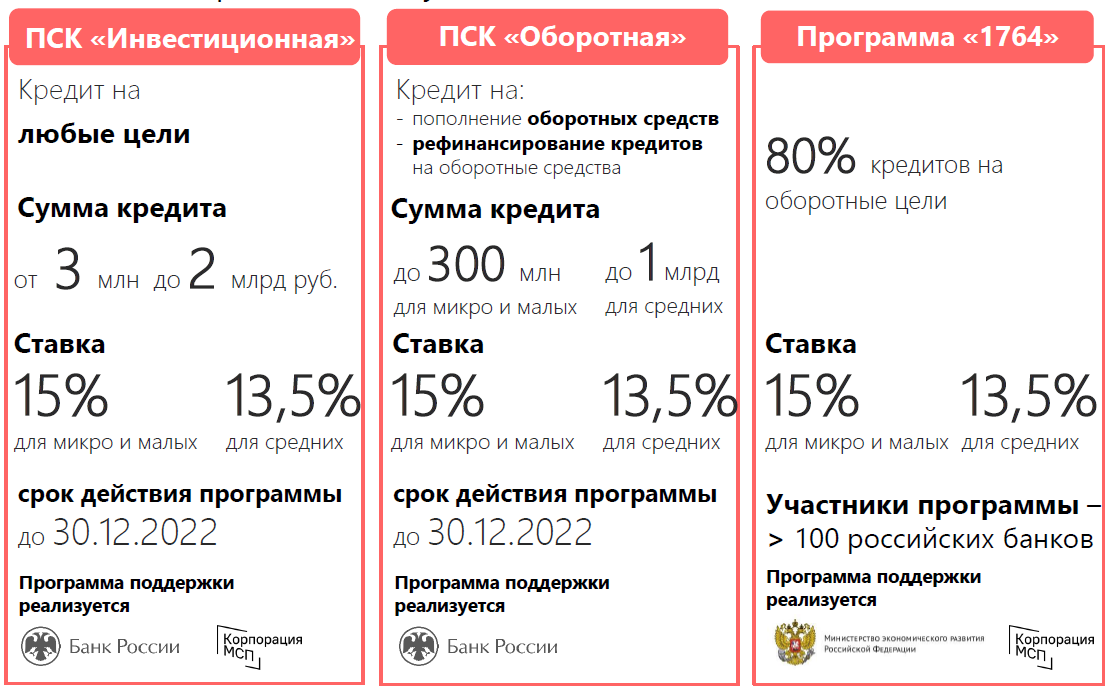 ПСК «Инвестиционная»
Кредит на
любые цели
Сумма кредита
от 3 млн до 2 млрд руб.
Ставка
15% 13,5%
для микро и малых для средних
срок действия программы
до 30.12.2022
Программа поддержки
реализуется
Банк России
Корпорация
МСП
ПСК «Оборотная»
Кредит на:
- пополнение оборотных средств
- рефинансирование кредитов
на оборотные средства
Сумма кредита
до 300 млн до 1 млрд
для микро и малых для средних
Ставка
15% 13,5%
для микро и малых для средних
срок действия программы
до 30.12.2022
Программа поддержки
реализуется
Банк России
Программа «1764»
80% кредитов на
оборотные цели
Ставка
15% 13,5%
для микро и малых для средних
Участники программы –
> 100 российских банков
Программа поддержки
реализуется
Министерство экономического развития
Российской Федерации
Корпорация
МСП